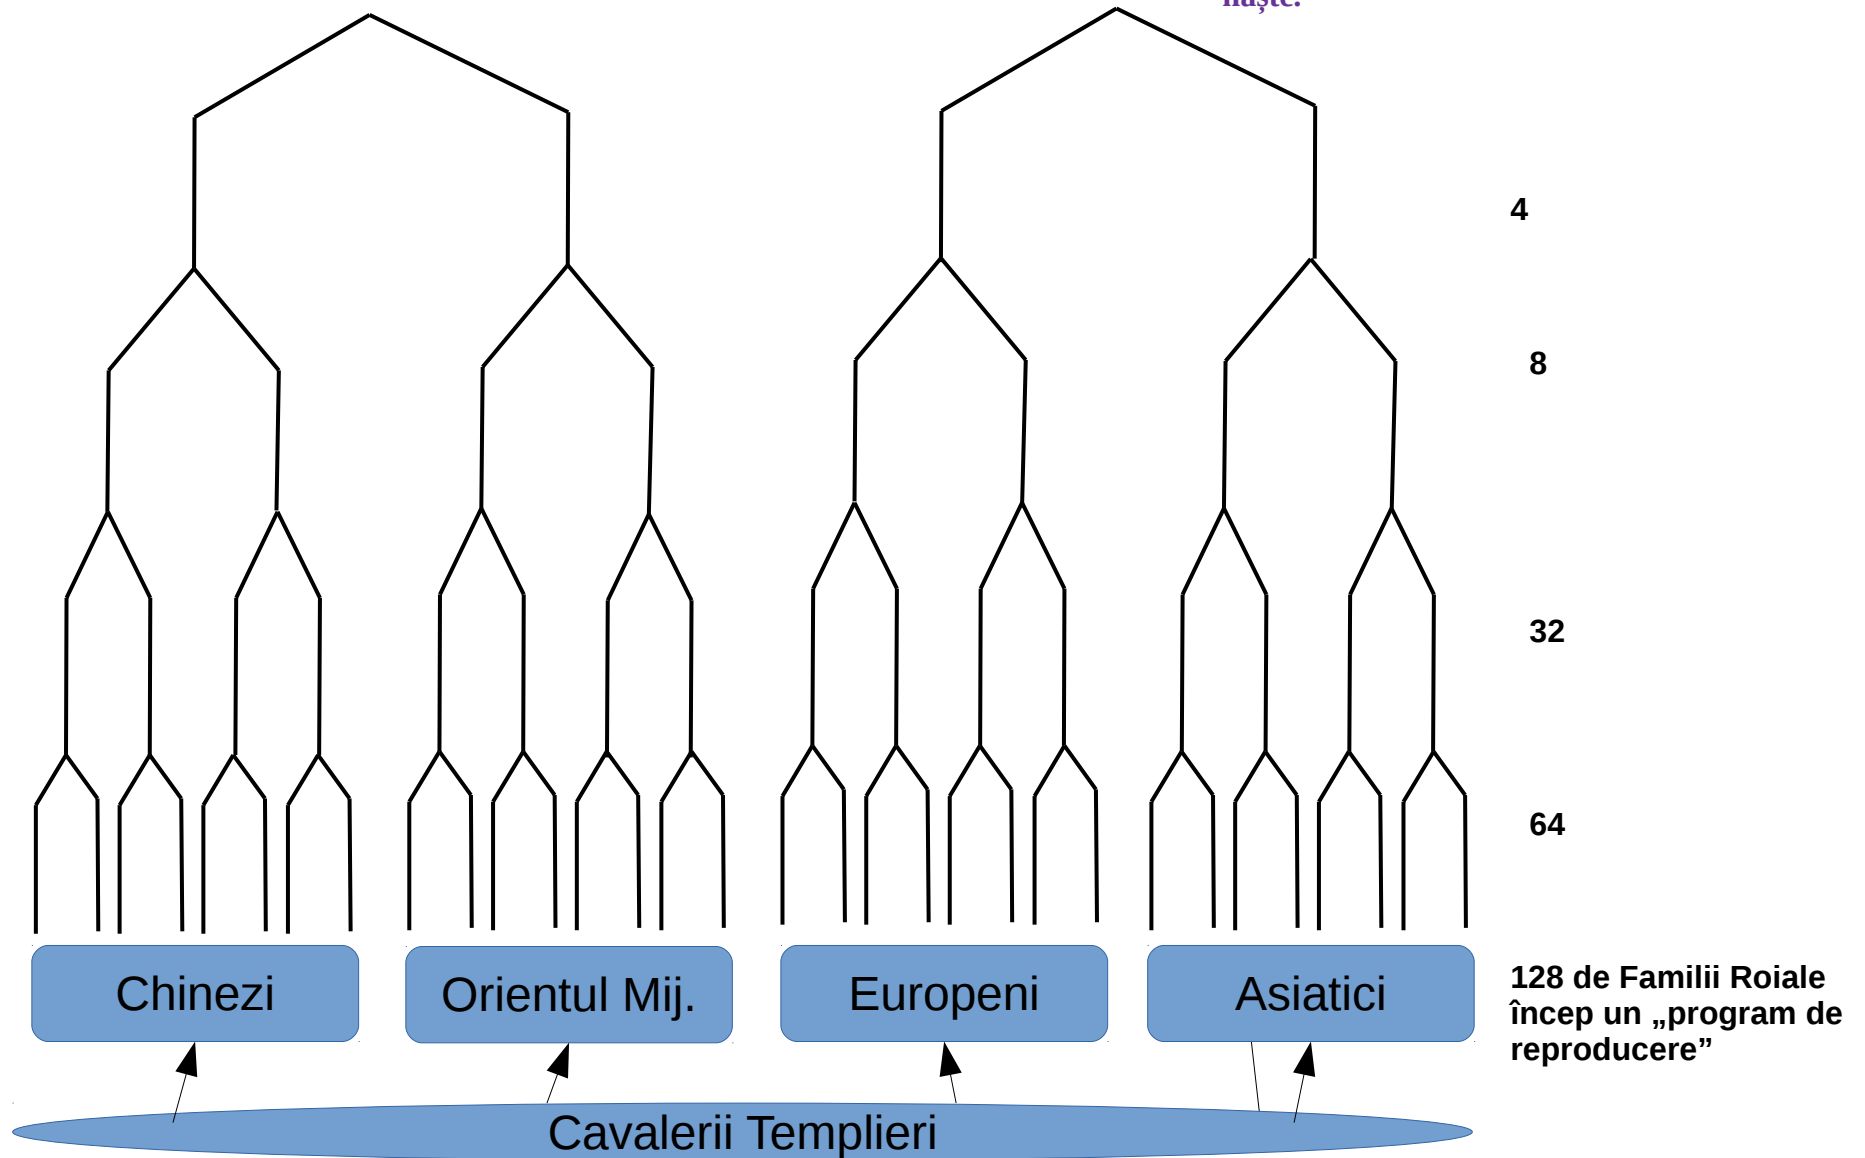 naște.
4
8
32
64
Chinezi
Orientul Mij.
Europeni
Asiatici
128 de Familii Roiale
încep un „program de
reproducere”
Cavalerii Templieri